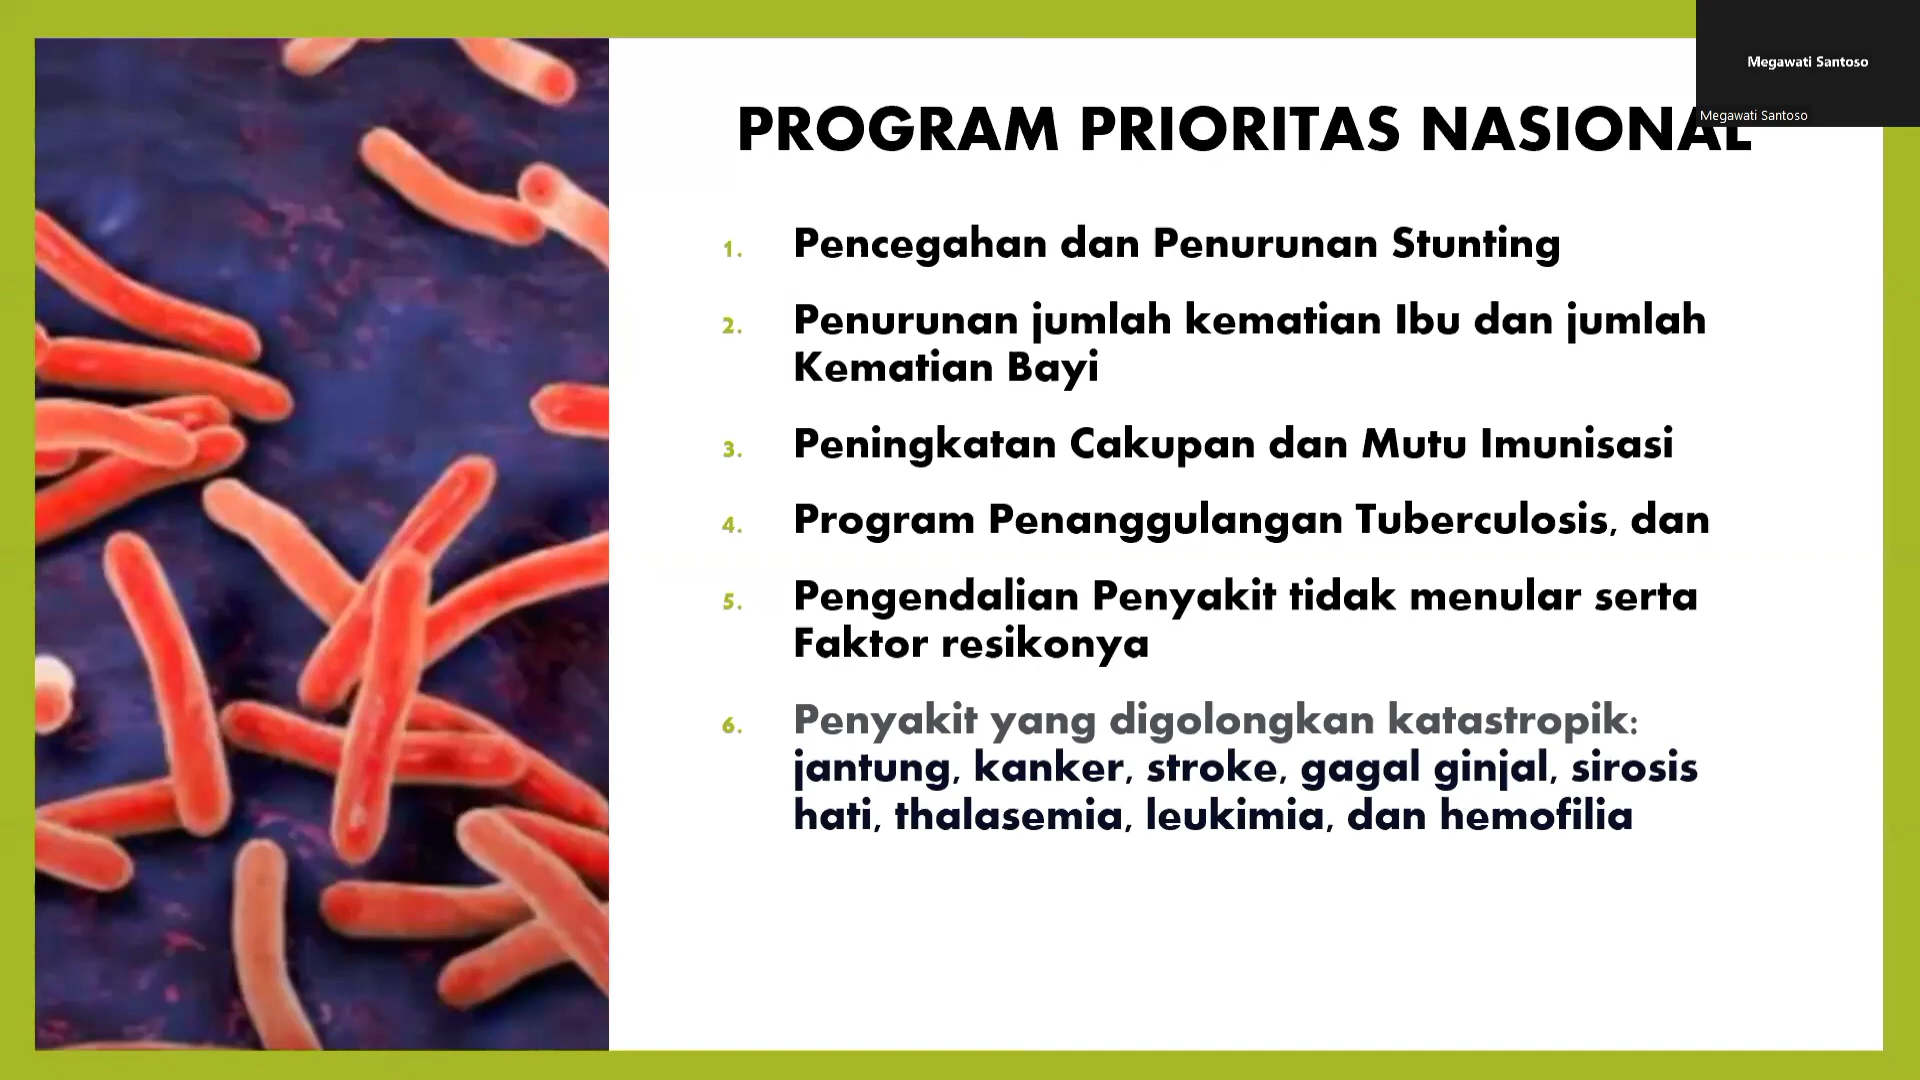 Megawati Santoso
Megawati Santoso
PROGRAM PRIORITAS NASIONAL
1. Pencegahan dan Penurunan Stunting
2. Penurunan jumlah kematian Ibu dan jumlah
Kematian Bayi
3. Peningkatan Cakupan dan Mutu Imunisasi
4. Program Penanggulangan Tuberculosis, dan
5. Pengendalian Penyakit tidak menular serta
Faktor resikonya
6. Penyakit yang digolongkan katastropik:
jantung, kanker, stroke, gagal ginjal, sirosis
hati, thalasemia, leukimia, dan hemofilia